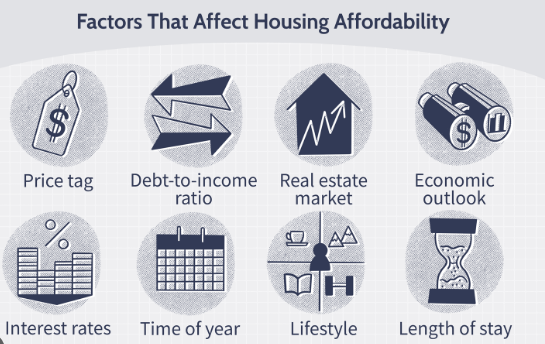 Factors That Affect Housing Affordability
$
$
Price tag
Debt-to-income
ratio
Real estate
market
Economic
outlook
%
Interest rates
Time of year
Lifestyle
Length of stay